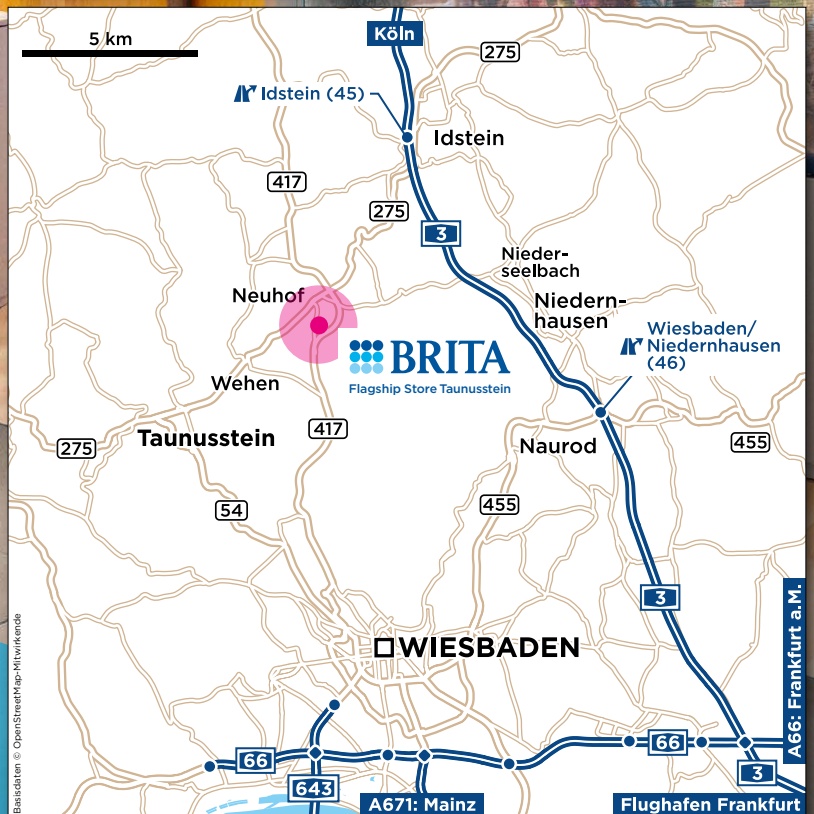 5 km
Köln
275
Idstein (45)
Idstein
417
275
3
Nieder-
seelbach
Neuhof
Niedern-
hausen
Wiesbaden/
Niedernhausen
(46)
BRITA
Flagship Store Taunusstein
Wehen
Taunusstein
417
275
Naurod
455
54
455
3
WIESBADEN
A66: Frankfurt a.M.
66
66
643
3
A671: Mainz
Flughafen Frankfurt
Basisdaten © OpenStreetMap-Mitwirkende